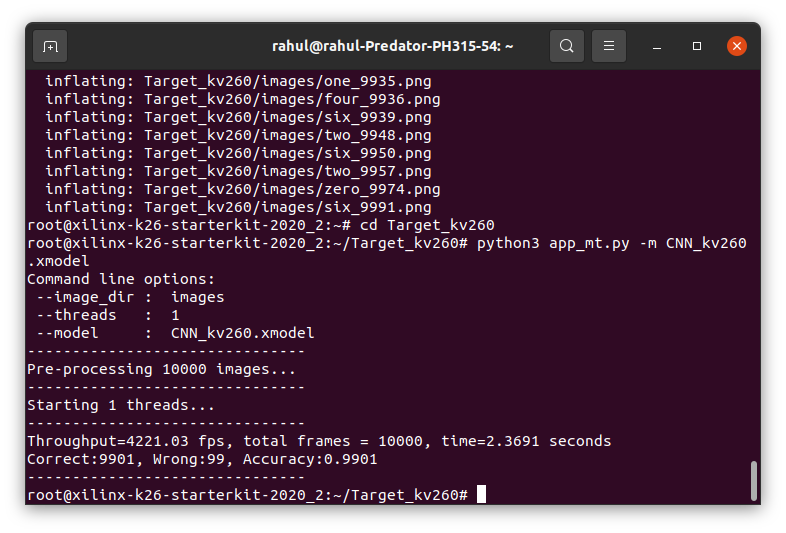 rahul@rahul-Predator-PH315-54: ~
  inflating: Target_kv260/images/one_9935.png
  inflating: Target_kv260/images/four_9936.png
  inflating: Target_kv260/images/six_9939.png
  inflating: Target_kv260/images/two_9948.png
  inflating: Target_kv260/images/six_9950.png
  inflating: Target_kv260/images/two_9957.png
  inflating: Target_kv260/images/zero_9974.png
  inflating: Target_kv260/images/six_9991.png
root@xilinx-k26-starterkit-2020_2:~# cd Target_kv260
root@xilinx-k26-starterkit-2020_2:~/Target_kv260# python3 app_mt.py -m CNN_kv260
.xmodel
Command line options:
 --image_dir :  images
 --threads   :  1
 --model     :  CNN_kv260.xmodel
-------------------------------
Pre-processing 10000 images...
-------------------------------
Starting 1 threads...
-------------------------------
Throughput=4221.03 fps, total frames = 10000, time=2.3691 seconds
Correct:9901, Wrong:99, Accuracy:0.9901
-------------------------------
root@xilinx-k26-starterkit-2020_2:~/Target_kv260#